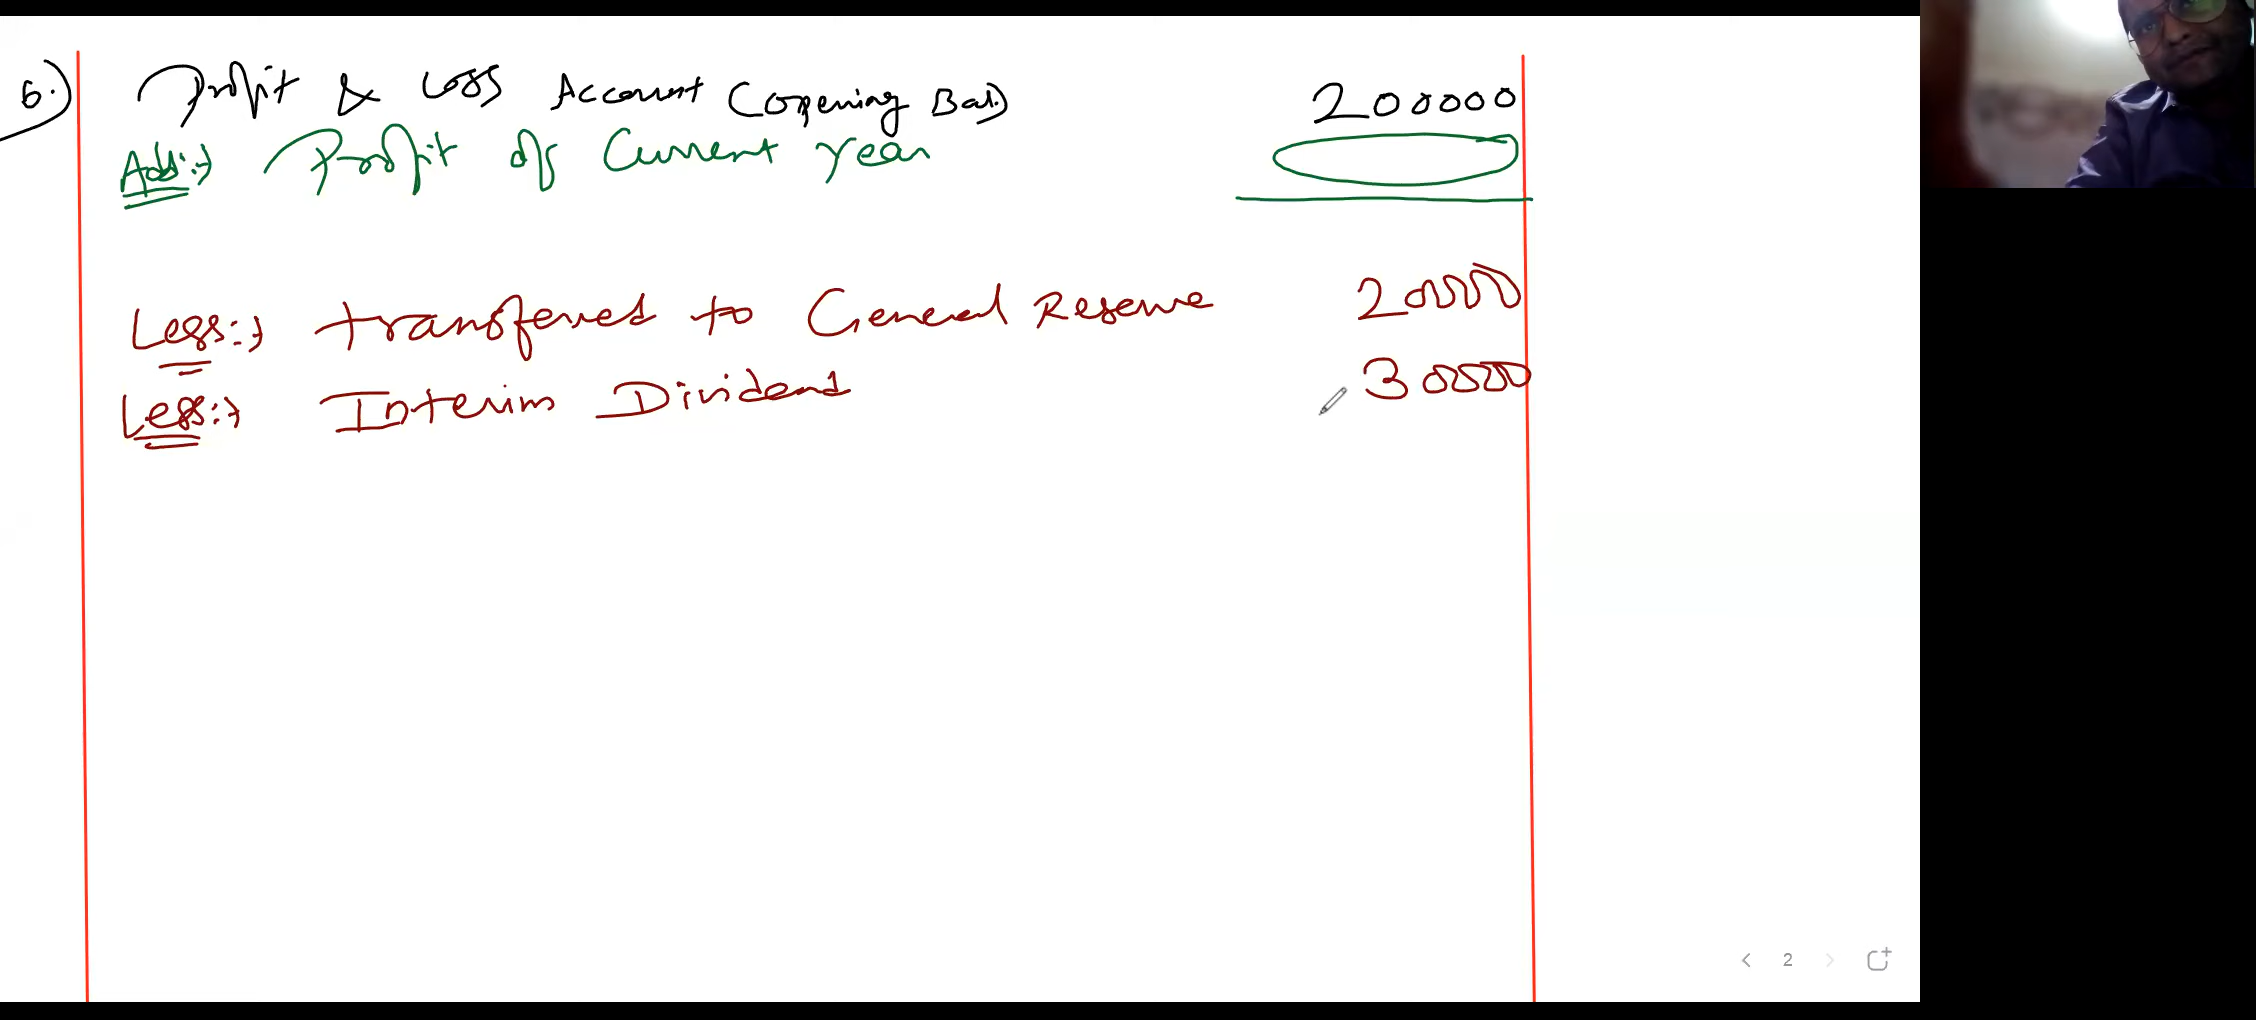 6.) Profit & Loss Account (Opening Bal) 200000
Add:→ Profit of Current Year
Less:→ transferred to General Reserve 20000
Less:→ Interim Dividend 30000
2